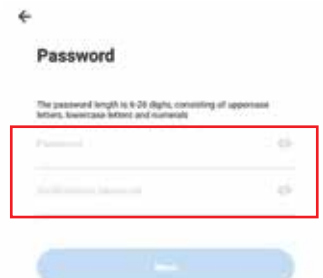 Password
The password length is 6-20 digits, consisting of uppercase
letters, lowercase letters and numerals
Password